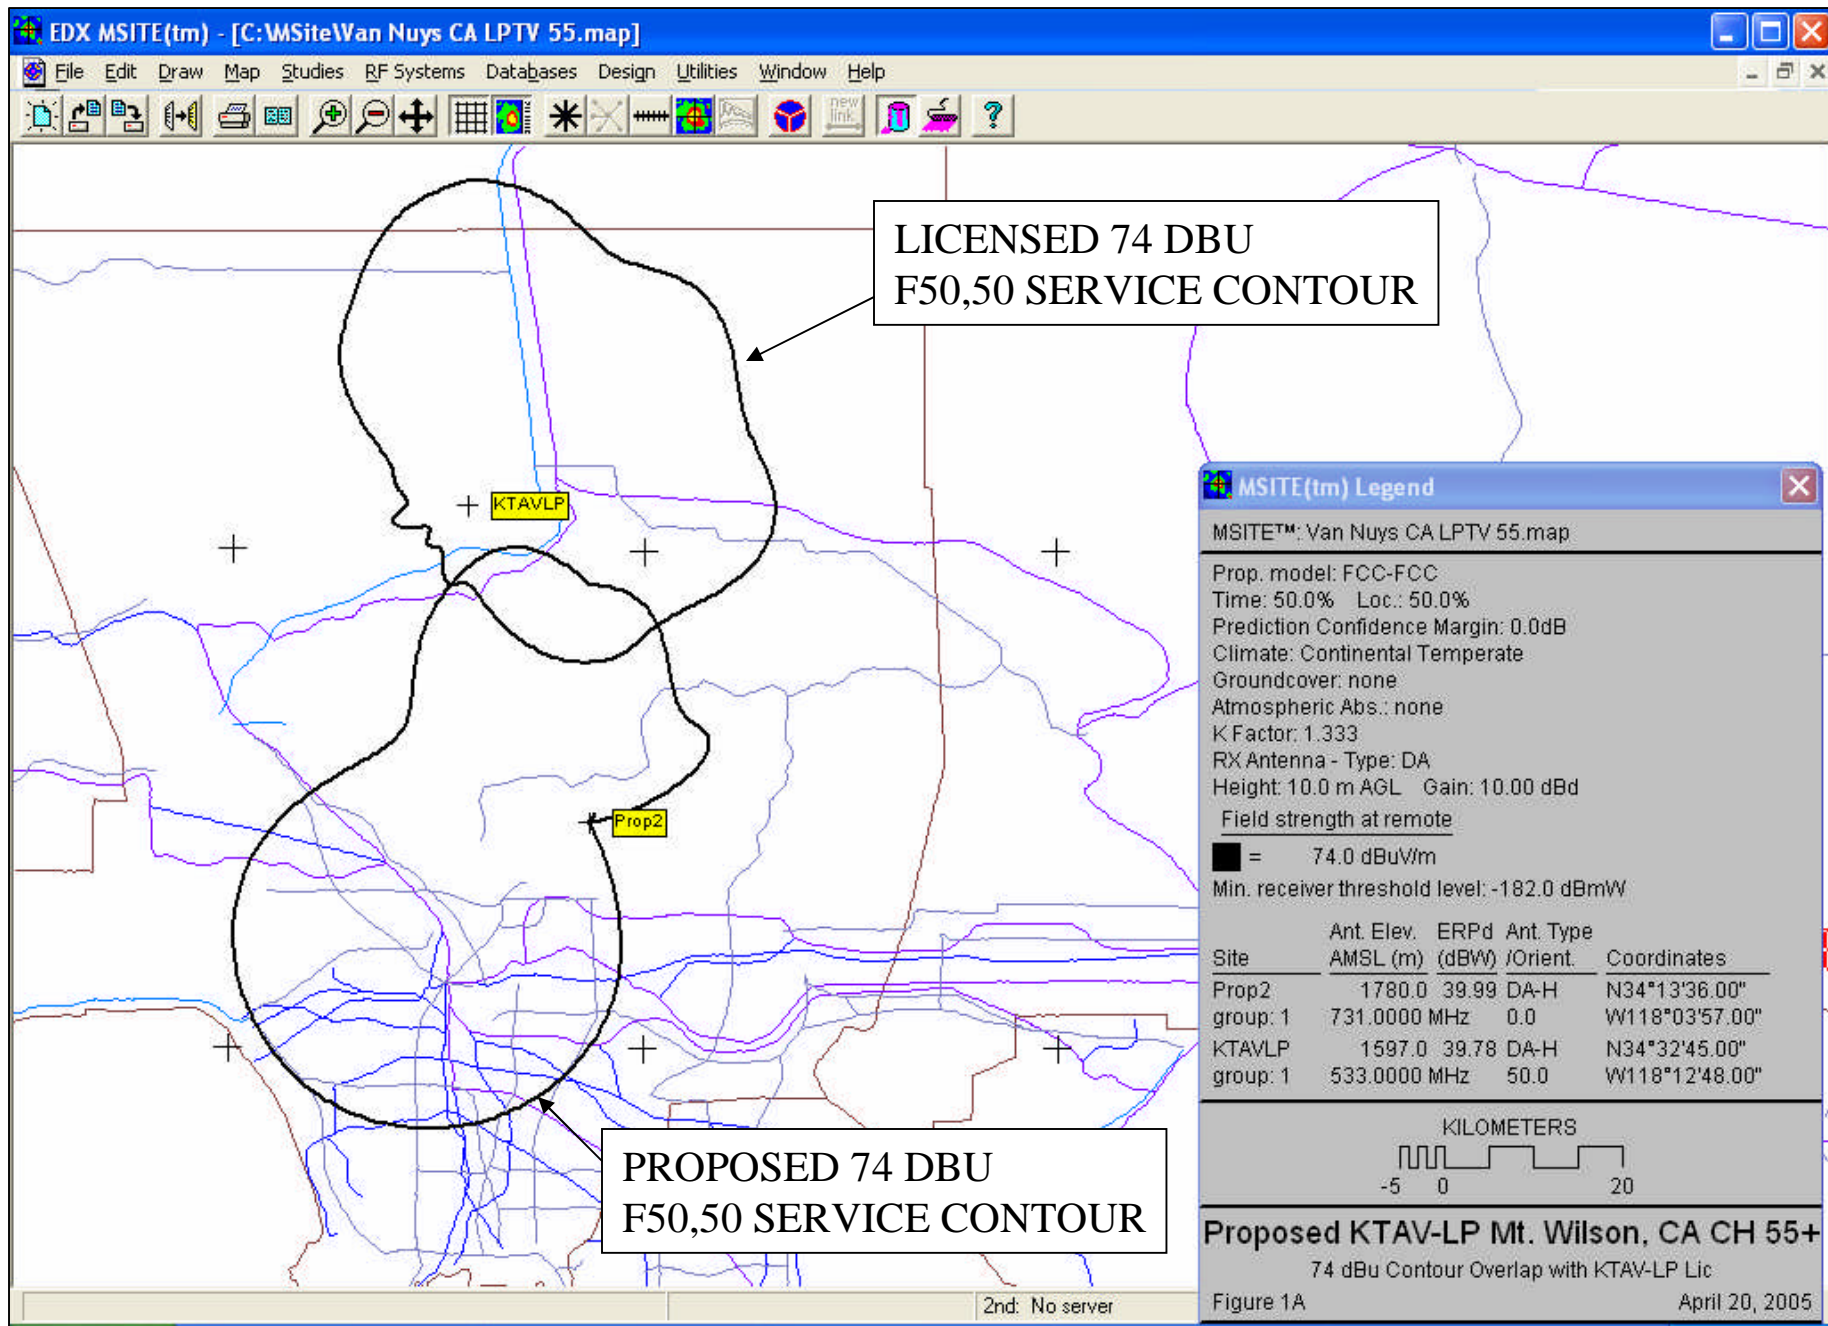 EDX MSITE(tm) - [C:\MSite\Van Nuys CA LPTV 55.map]
File Edit Draw Map Studies RF Systems Databases Design Utilities Window Help
new
link
LICENSED 74 DBU
F50,50 SERVICE CONTOUR
KTAVLP
Prop2
PROPOSED 74 DBU
F50,50 SERVICE CONTOUR
MSITE(tm) Legend
MSITE™: Van Nuys CA LPTV 55.map
Prop. model: FCC-FCC
Time: 50.0% Loc.: 50.0%
Prediction Confidence Margin: 0.0dB
Climate: Continental Temperate
Groundcover: none
Atmospheric Abs.: none
K Factor: 1.333
RX Antenna - Type: DA
Height: 10.0 m AGL Gain: 10.00 dBd
Field strength at remote
= 74.0 dBuV/m
Min. receiver threshold level: -182.0 dBmW
Ant. Elev. ERPd Ant. Type
Site AMSL (m) (dBW) /Orient. Coordinates
Prop2 1780.0 39.99 DA-H N34°13'36.00"
group: 1 731.0000 MHz 0.0 W118°03'57.00"
KTAVLP 1597.0 39.78 DA-H N34°32'45.00"
group: 1 533.0000 MHz 50.0 W118°12'48.00"
KILOMETERS
-5 0 20
Proposed KTAV-LP Mt. Wilson, CA CH 55+
74 dBu Contour Overlap with KTAV-LP Lic
Figure 1A April 20, 2005
2nd: No server